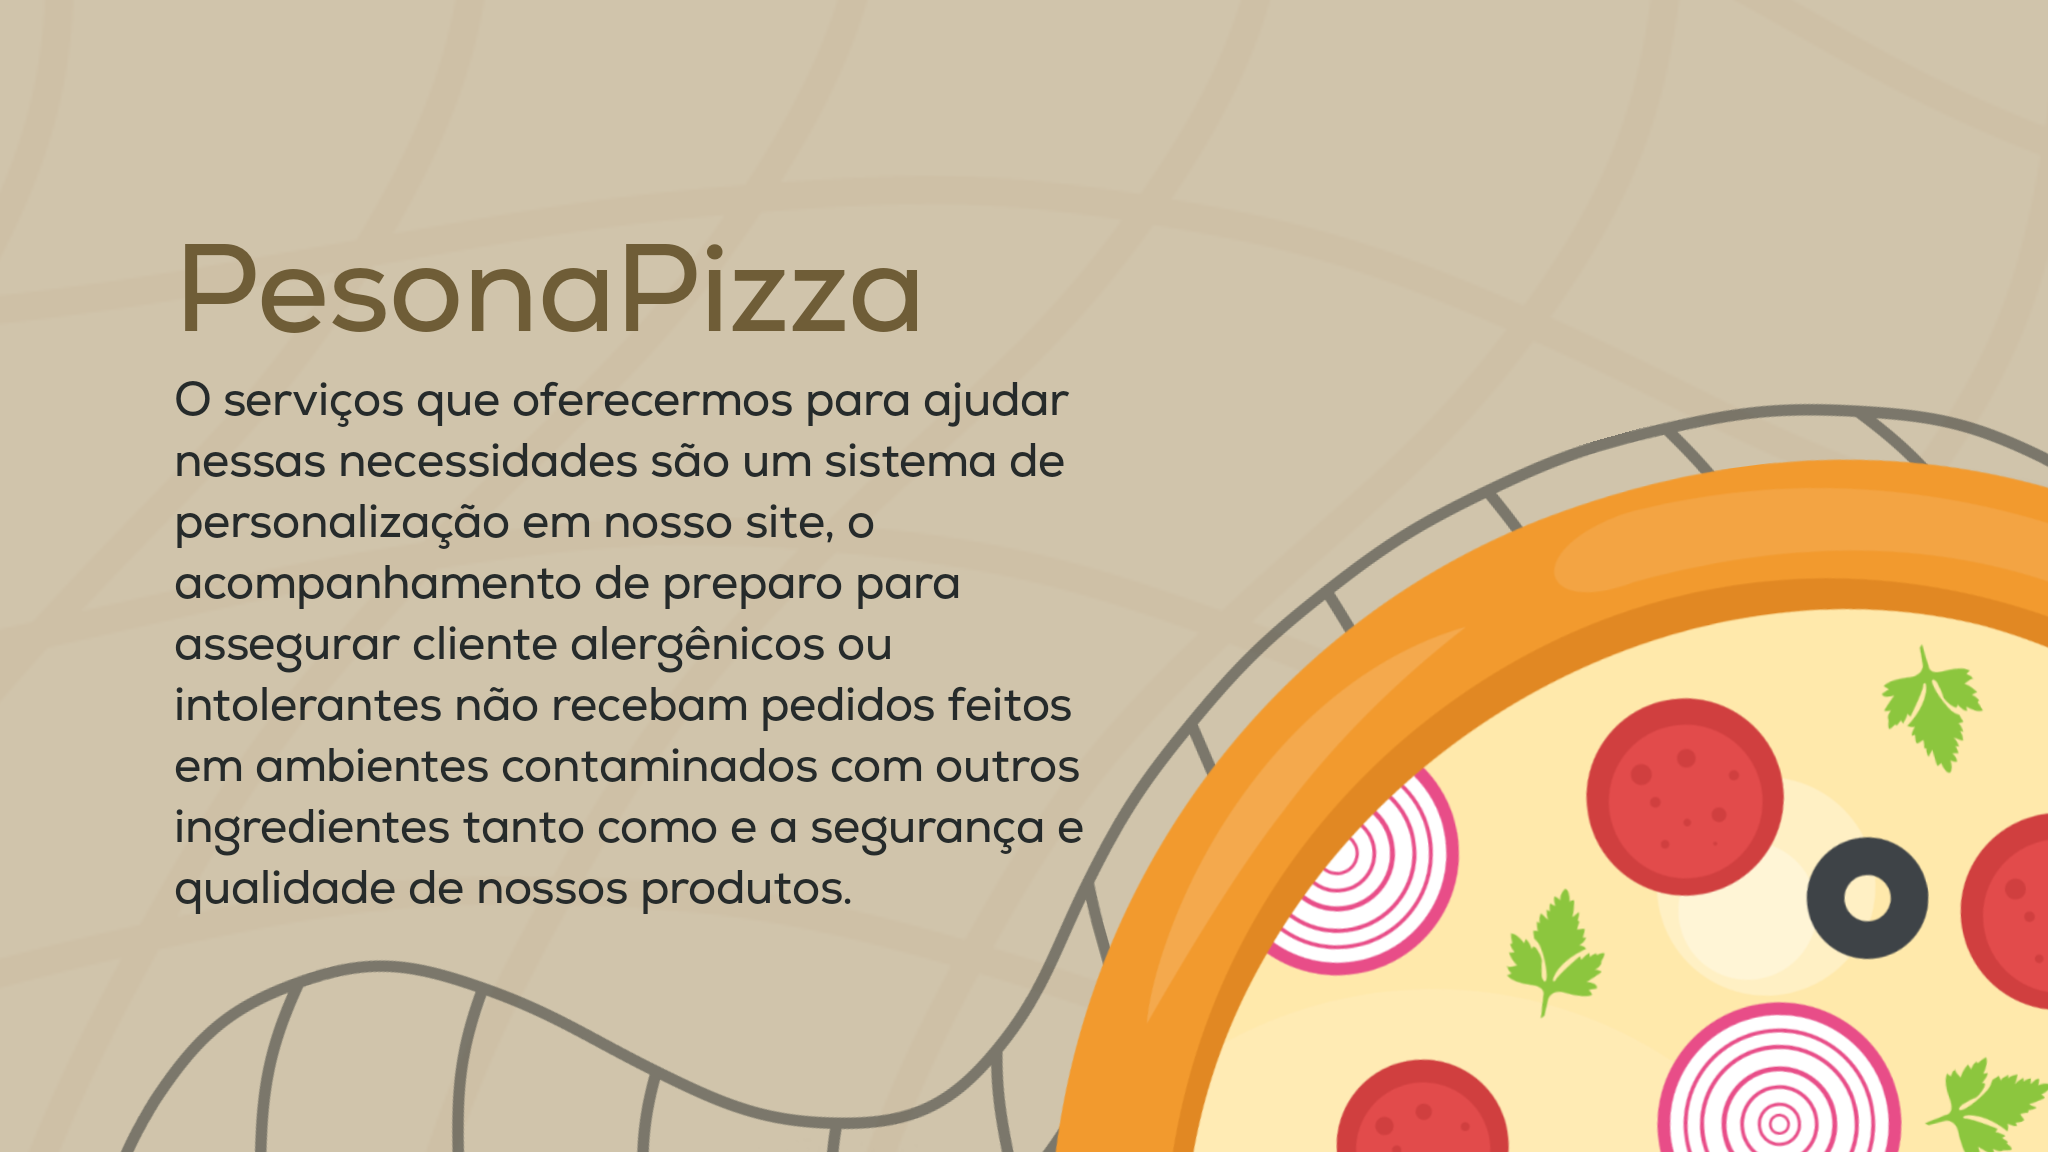 PesonaPizza
O serviços que oferecermos para ajudar
nessas necessidades são um sistema de
personalização em nosso site, o
acompanhamento de preparo para
assegurar cliente alergênicos ou
intolerantes não recebam pedidos feitos
em ambientes contaminados com outros
ingredientes tanto como e a segurança e
qualidade de nossos produtos.